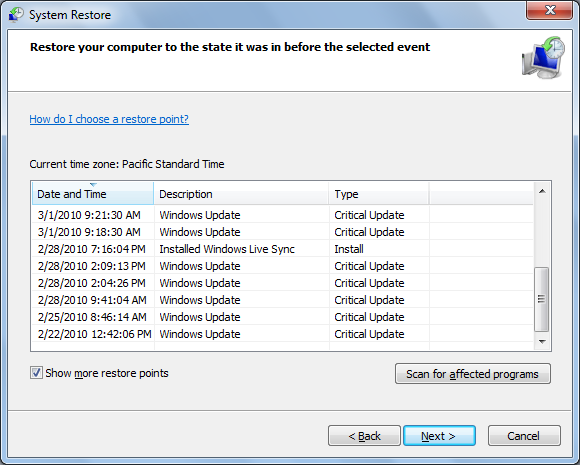 System Restore
Restore your computer to the state it was in before the selected event
How do I choose a restore point?
Current time zone: Pacific Standard Time
Date and Time Description Type
3/1/2010 9:21:30 AM Windows Update Critical Update
3/1/2010 9:18:30 AM Windows Update Critical Update
2/28/2010 7:16:04 PM Installed Windows Live Sync Install
2/28/2010 2:09:13 PM Windows Update Critical Update
2/28/2010 2:04:26 PM Windows Update Critical Update
2/28/2010 9:41:04 AM Windows Update Critical Update
2/25/2010 8:46:14 AM Windows Update Critical Update
2/22/2010 12:42:06 PM Windows Update Critical Update
Show more restore points
Scan for affected programs
< Back Next > Cancel